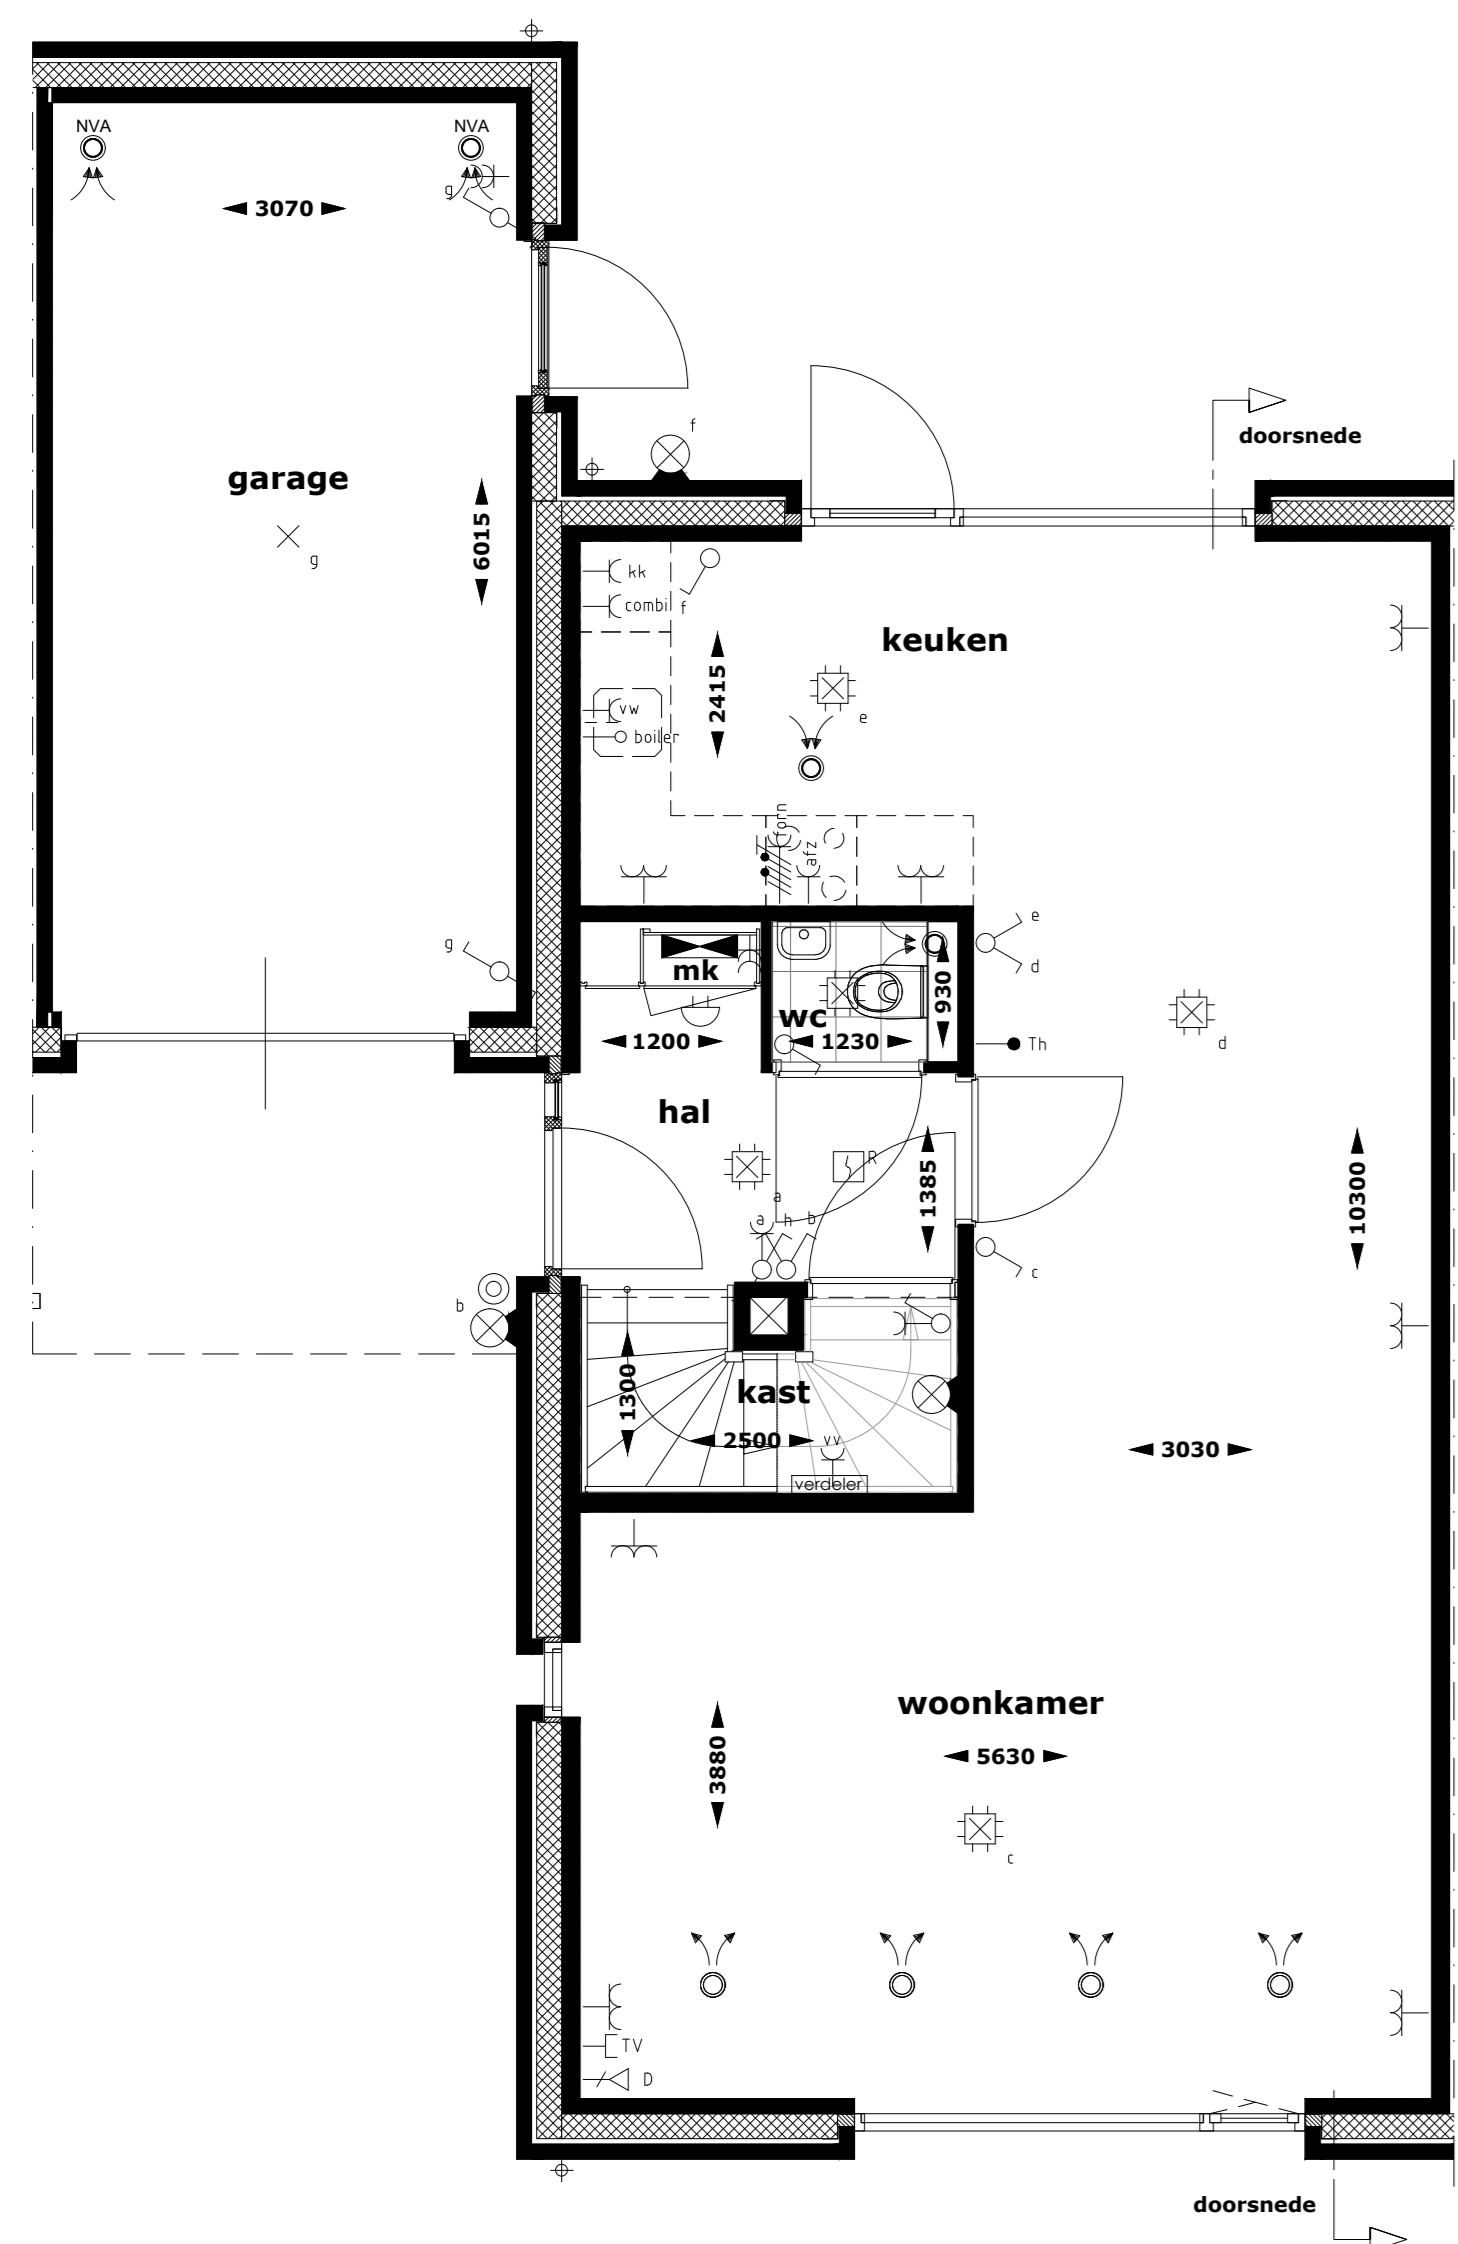 NVA
NVA
g
3070
f
doorsnede
garage
g
6015
kk
combi
f
keuken
2415
vw
e
boiler
forn
afz
g
e
mk
d
930
wc
1200
1230
Th
d
hal
R
a
1385
10300
a
h
b
c
b
1300
kast
2500
vv
3030
verdeler
woonkamer
3880
5630
c
TV
D
doorsnede